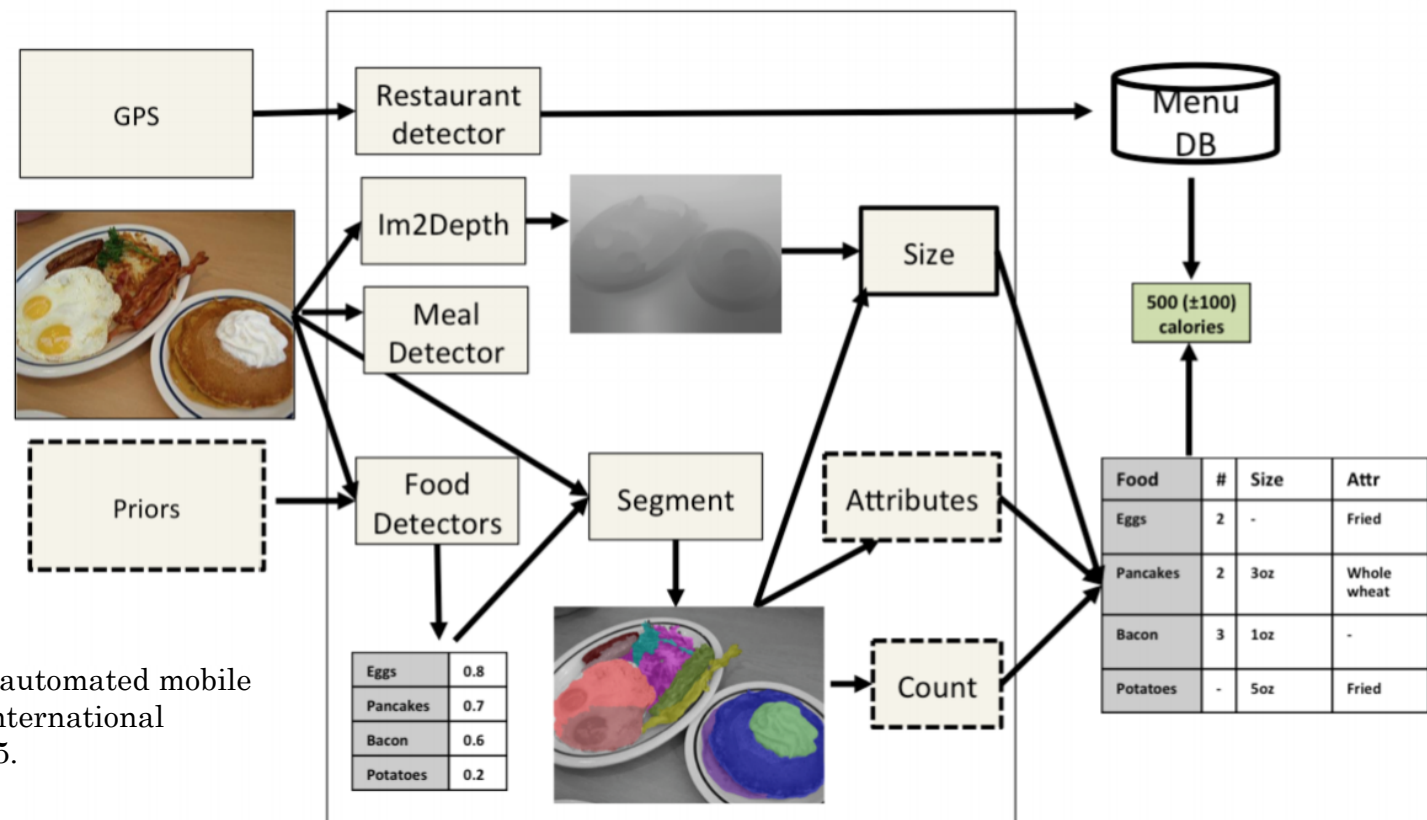 GPS
Restaurant
detector
Menu
DB
Im2Depth
Size
Meal
Detector
500 (±100)
calories
Priors
Food
Detectors
Segment
Attributes
Count
Eggs 0.8
Pancakes 0.7
Bacon 0.6
Potatoes 0.2
Food # Size Attr
Eggs 2 - Fried
Pancakes 2 3oz Whole
wheat
Bacon 3 1oz -
Potatoes - 5oz Fried
automated mobile
nternational
5.